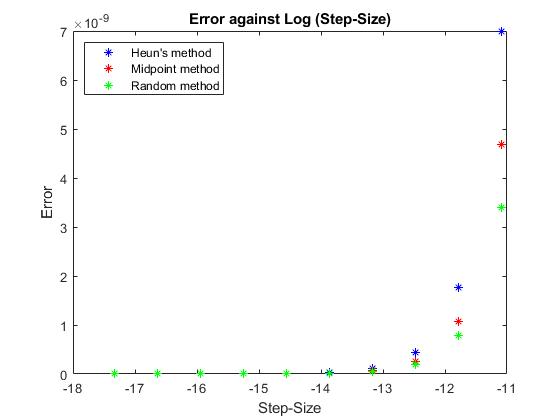 Error against Log (Step-Size)
×10⁻⁹
Heun's method
Midpoint method
Random method
7
6
5
4
3
2
1
0
Error
-18 -17 -16 -15 -14 -13 -12 -11
Step-Size